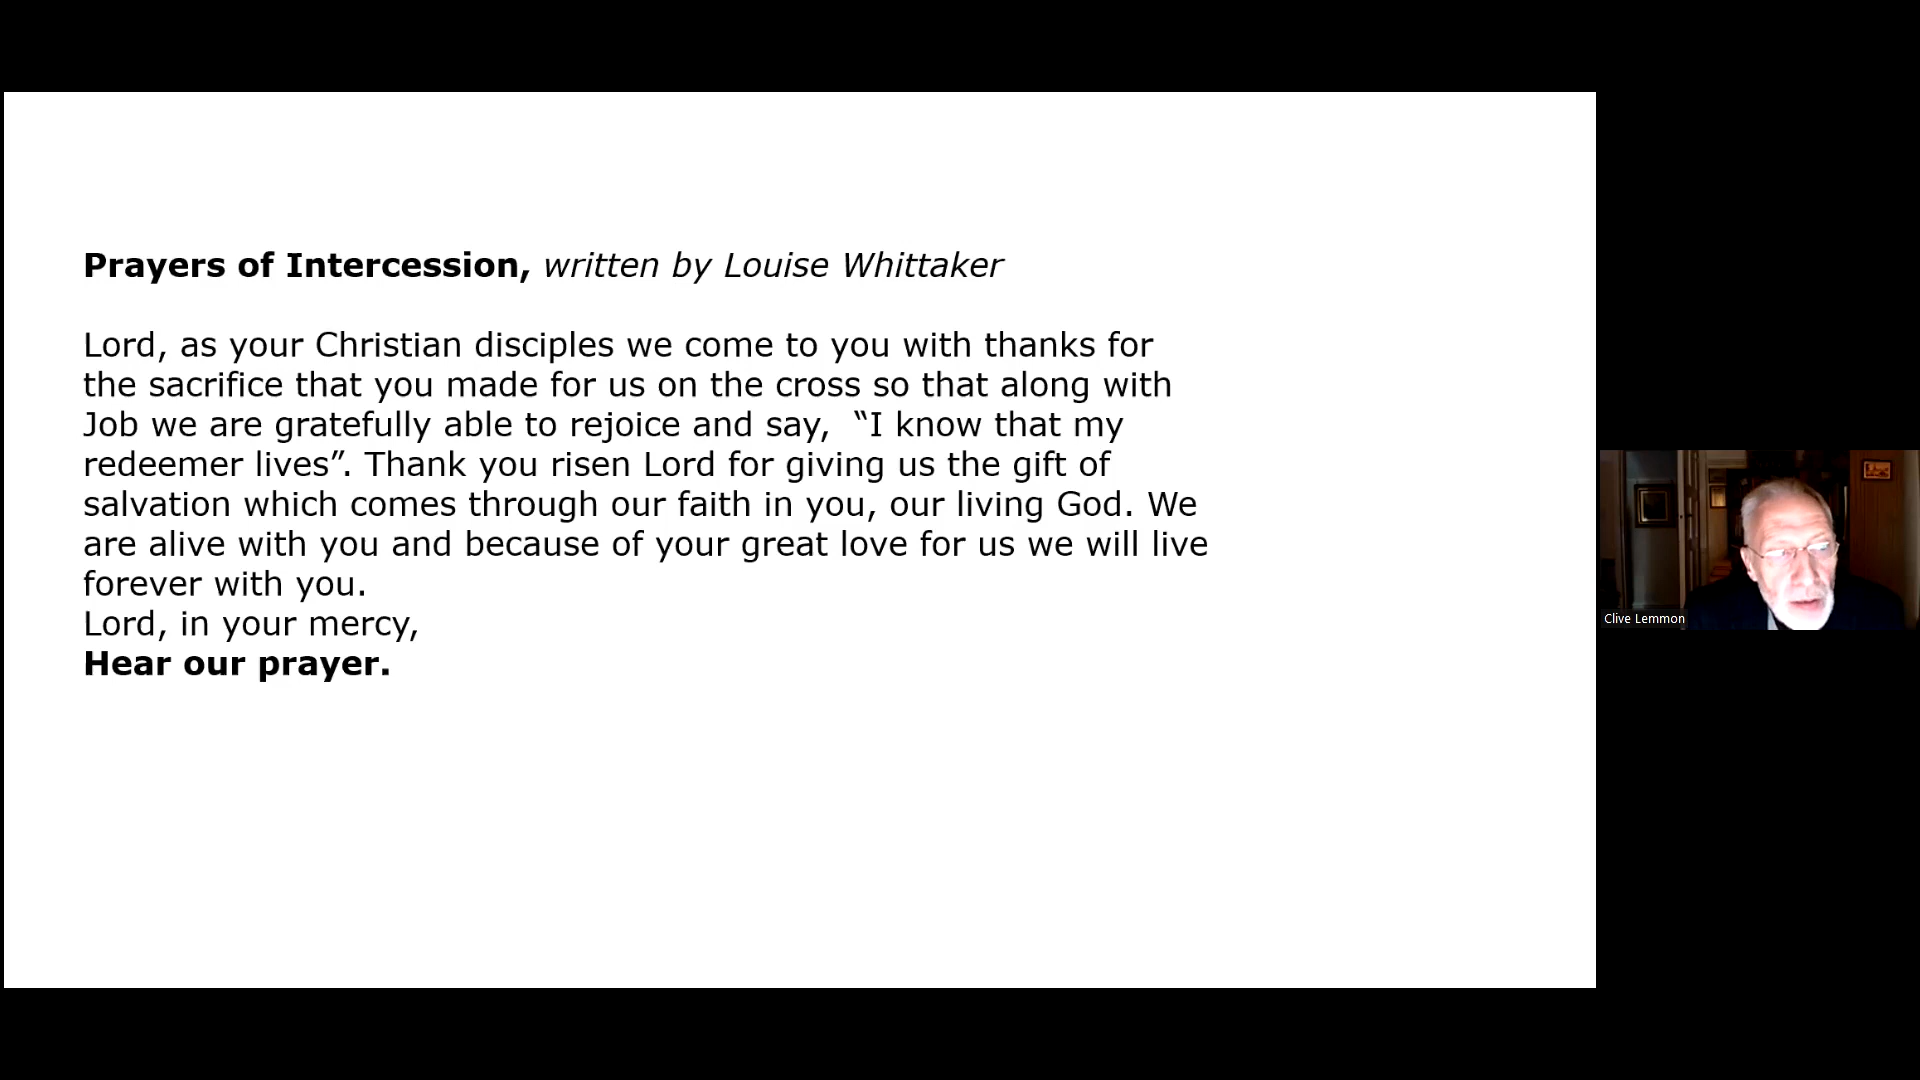 Prayers of Intercession, written by Louise Whittaker
Lord, as your Christian disciples we come to you with thanks for
the sacrifice that you made for us on the cross so that along with
Job we are gratefully able to rejoice and say,  “I know that my
redeemer lives”. Thank you risen Lord for giving us the gift of
salvation which comes through our faith in you, our living God. We
are alive with you and because of your great love for us we will live
forever with you.
Lord, in your mercy,
Hear our prayer.
Clive Lemmon